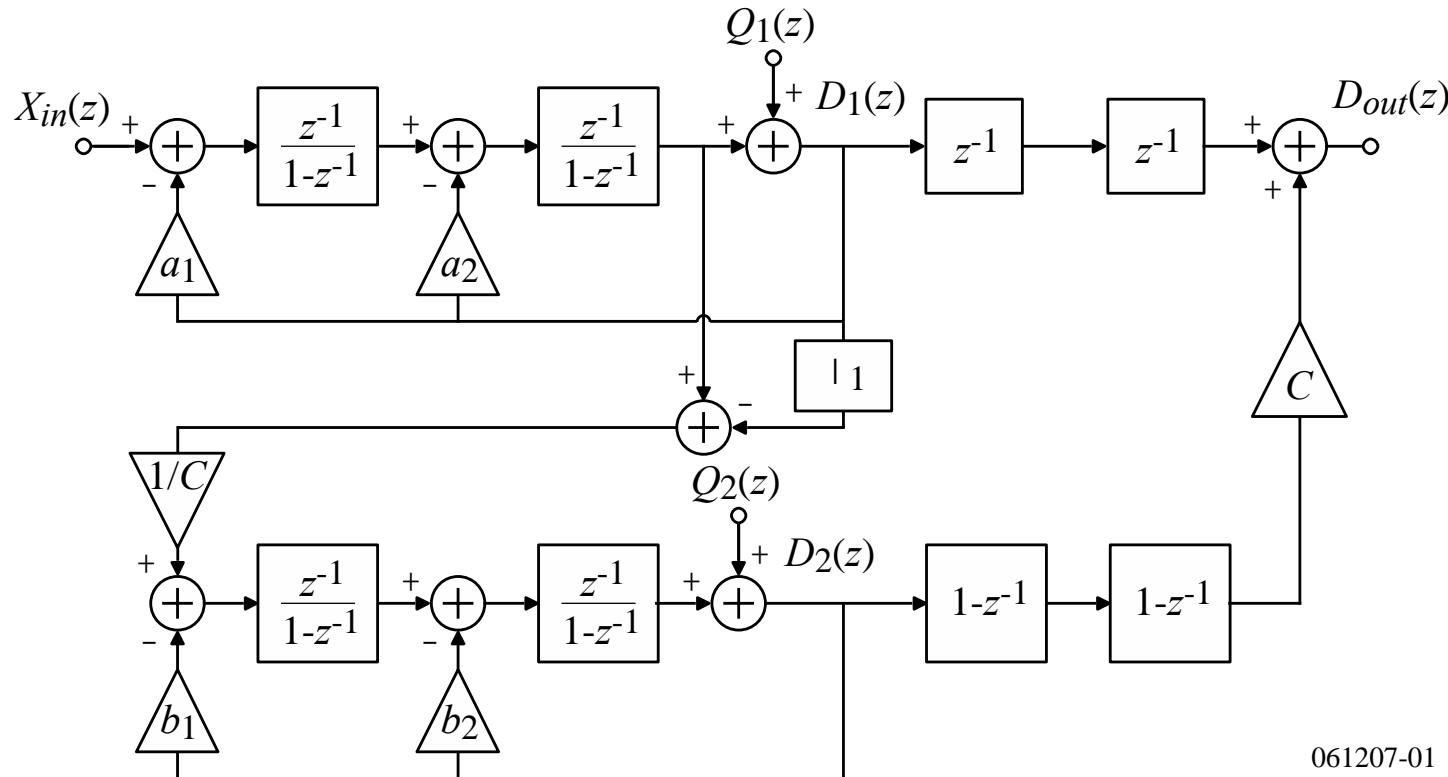 Q1(z)
Xin(z)
+
+
z-1
1-z-1
+
+
z-1
1-z-1
+
+
+
D1(z)
z-1
z-1
+
+
Dout(z)
-
a1
-
a2
+
| 1
+
+
-
C
1/C
Q2(z)
+
+
z-1
1-z-1
+
+
z-1
1-z-1
+
+
+
D2(z)
1-z-1
1-z-1
-
b1
-
b2
061207-01